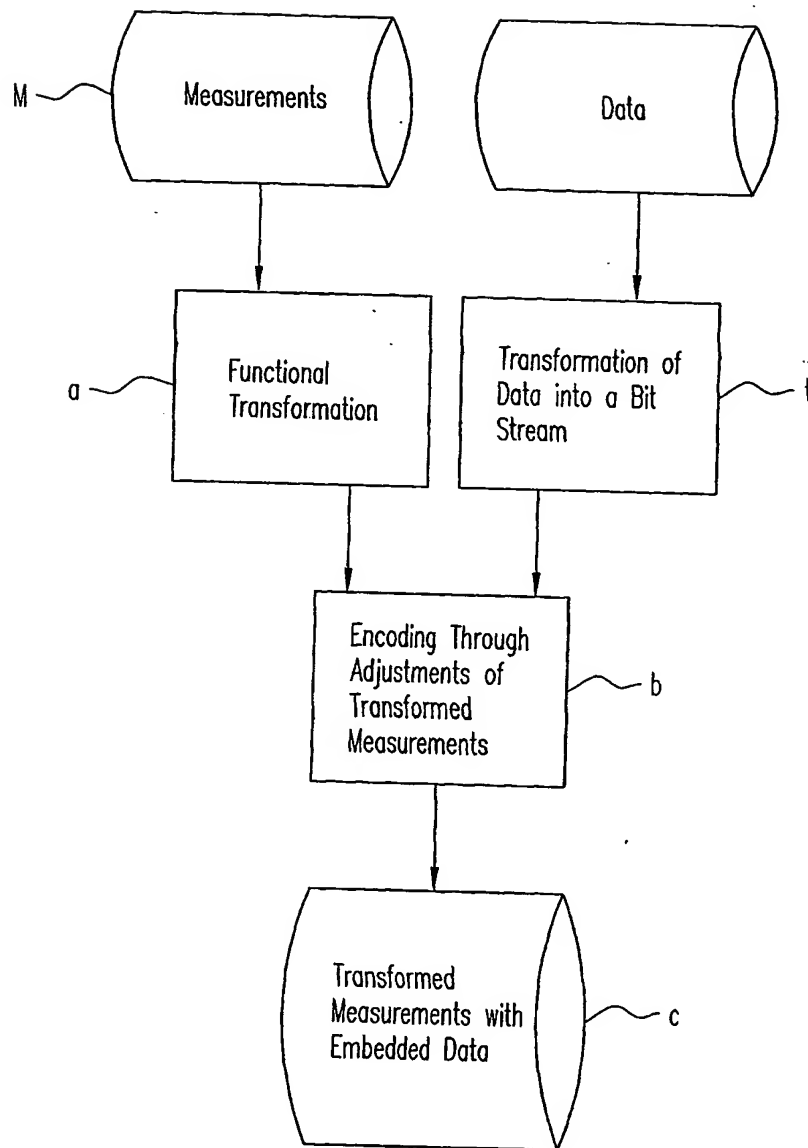 M
Measurements
Data
a
Functional
Transformation
Transformation of
Data into a Bit
Stream
Encoding Through
Adjustments of
Transformed
Measurements
b
Transformed
Measurements with
Embedded Data
c